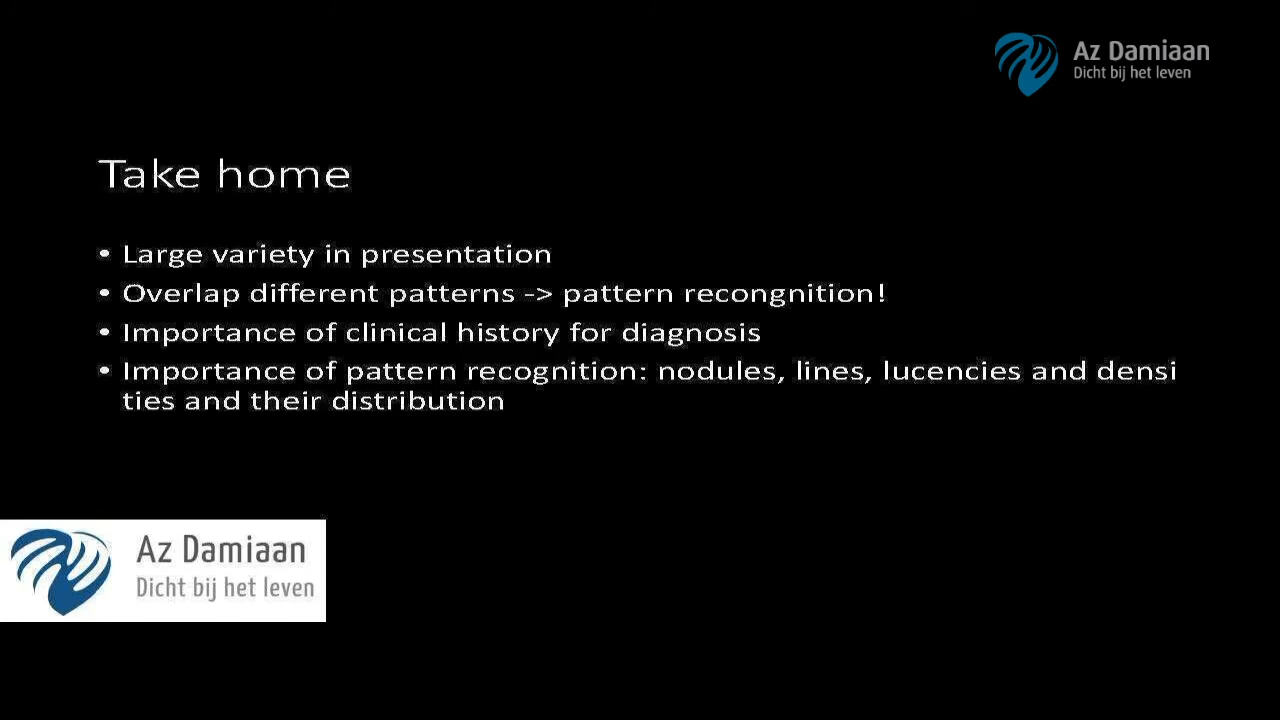 Az Damiaan
Dicht bij het leven
Take home
• Large variety in presentation
• Overlap different patterns -> pattern recongnition!
• Importance of clinical history for diagnosis
• Importance of pattern recognition: nodules, lines, lucencies and densi
ties and their distribution
Az Damiaan
Dicht bij het leven